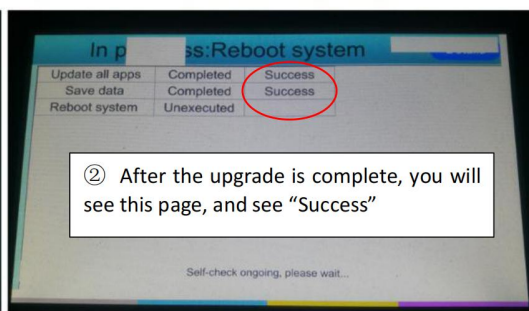 In p ss:Reboot system
Update all apps Completed Success
Save data Completed Success
Reboot system Unexecuted
② After the upgrade is complete, you will
see this page, and see “Success”
Self-check ongoing, please wait...